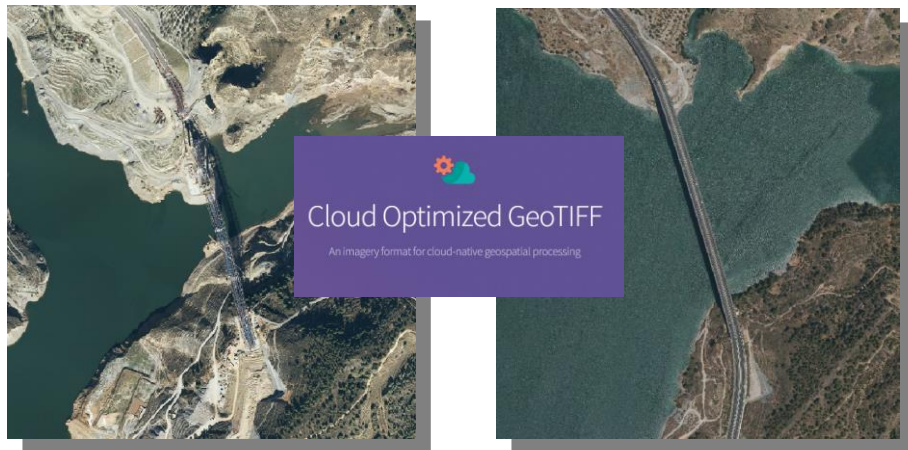 Cloud Optimized GeoTIFF
An imagery format for cloud-native geospatial processing